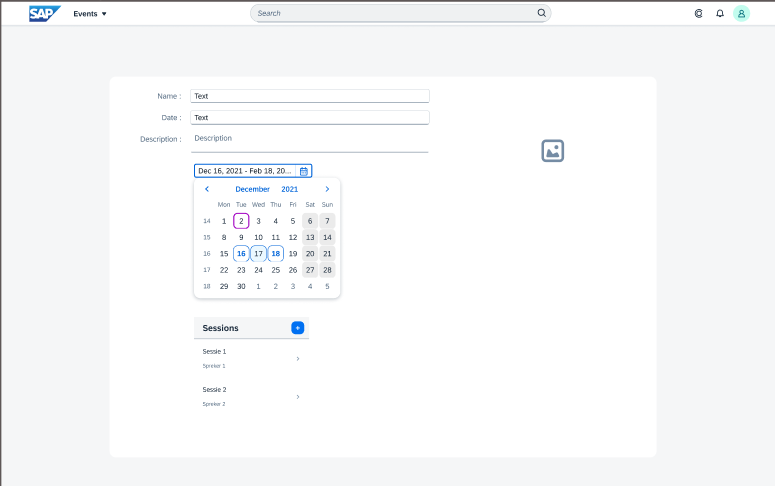 SAP
Events
Search
Name : Text
Date : Text
Description : Description
Dec 16, 2021 - Feb 18, 20...
December 2021
Mon Tue Wed Thu Fri Sat Sun
14 1 2 3 4 5 6 7
15 8 9 10 11 12 13 14
16 15 16 17 18 19 20 21
17 22 23 24 25 26 27 28
18 29 30 1 2 3 4 5
Sessions +
Sessie 1
Spreker 1
Sessie 2
Spreker 2